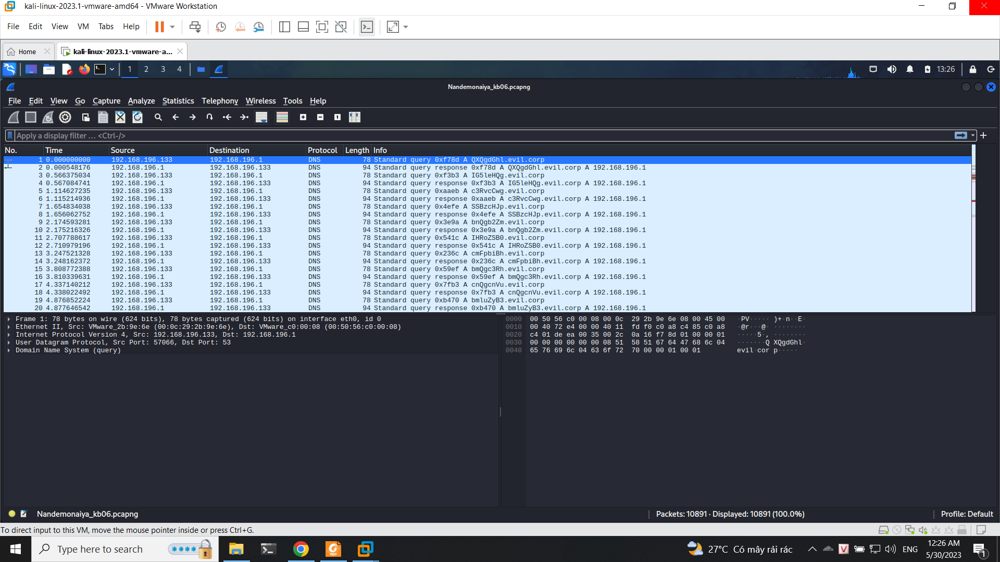 kali-linux-2023.1-vmware-amd64 - VMware Workstation
File Edit View VM Tabs Help
Home kali-linux-2023.1-vmware-a...
1 2 3 4 13:26
Nandemonaiya_kb06.pcapng
File Edit View Go Capture Analyze Statistics Telephony Wireless Tools Help
Apply a display filter … <Ctrl-/>
No. Time Source Destination Protocol Length Info
1 0.000000000 192.168.196.133 192.168.196.1 DNS 78 Standard query 0xf78d A QXQgdGhl.evil.corp
2 0.000548176 192.168.196.1 192.168.196.133 DNS 94 Standard query response 0xf78d A QXQgdGhl.evil.corp A 192.168.196.1
3 0.566375034 192.168.196.133 192.168.196.1 DNS 78 Standard query 0xf3b3 A IG5leHQg.evil.corp
4 0.567084741 192.168.196.1 192.168.196.133 DNS 94 Standard query response 0xf3b3 A IG5leHQg.evil.corp A 192.168.196.1
5 1.114627235 192.168.196.133 192.168.196.1 DNS 78 Standard query 0xaaeb A c3RvcCwg.evil.corp
6 1.115214936 192.168.196.1 192.168.196.133 DNS 94 Standard query response 0xaaeb A c3RvcCwg.evil.corp A 192.168.196.1
7 1.654834038 192.168.196.133 192.168.196.1 DNS 78 Standard query 0x4efe A SSBzcHJp.evil.corp
8 1.656062752 192.168.196.1 192.168.196.133 DNS 94 Standard query response 0x4efe A SSBzcHJp.evil.corp A 192.168.196.1
9 2.174593281 192.168.196.133 192.168.196.1 DNS 78 Standard query 0x3e9a A bnQgb2Zm.evil.corp
10 2.175216326 192.168.196.1 192.168.196.133 DNS 94 Standard query response 0x3e9a A bnQgb2Zm.evil.corp A 192.168.196.1
11 2.707788617 192.168.196.133 192.168.196.1 DNS 78 Standard query 0x541c A IHRoZSB0.evil.corp
12 2.710979196 192.168.196.1 192.168.196.133 DNS 94 Standard query response 0x541c A IHRoZSB0.evil.corp A 192.168.196.1
13 3.247521328 192.168.196.133 192.168.196.1 DNS 78 Standard query 0x236c A cmFpbiBh.evil.corp
14 3.248162372 192.168.196.1 192.168.196.133 DNS 94 Standard query response 0x236c A cmFpbiBh.evil.corp A 192.168.196.1
15 3.808772388 192.168.196.133 192.168.196.1 DNS 78 Standard query 0x59ef A bmQgc3Rh.evil.corp
16 3.810339631 192.168.196.1 192.168.196.133 DNS 94 Standard query response 0x59ef A bmQgc3Rh.evil.corp A 192.168.196.1
17 4.337140212 192.168.196.133 192.168.196.1 DNS 78 Standard query 0x7fb3 A cnQgcnVu.evil.corp
18 4.338022492 192.168.196.1 192.168.196.133 DNS 94 Standard query response 0x7fb3 A cnQgcnVu.evil.corp A 192.168.196.1
19 4.876852224 192.168.196.133 192.168.196.1 DNS 78 Standard query 0xb470 A bmluZyB3.evil.corp
20 4.877646542 192.168.196.1 192.168.196.133 DNS 94 Standard query response 0xb470 A bmluZyB3.evil.corp A 192.168.196.1
Frame 1: 78 bytes on wire (624 bits), 78 bytes captured (624 bits) on interface eth0, id 0
Ethernet II, Src: VMware_2b:9e:6e (00:0c:29:2b:9e:6e), Dst: VMware_c0:00:08 (00:50:56:c0:00:08)
Internet Protocol Version 4, Src: 192.168.196.133, Dst: 192.168.196.1
User Datagram Protocol, Src Port: 57066, Dst Port: 53
Domain Name System (query)
0000 00 50 56 c0 00 08 00 0c 29 2b 9e 6e 08 00 45 00 ·PV····· )+·n··E·
0010 00 40 72 e4 00 00 40 11 fd f0 c0 a8 c4 85 c0 a8 ·@r···@· ········
0020 c4 01 de ea 00 35 00 2c 0a 16 f7 8d 01 00 00 01 ·····5·, ········
0030 00 00 00 00 00 00 08 51 58 51 67 64 47 68 6c 04 ·······Q XQgdGhl·
0040 65 76 69 6c 04 63 6f 72 70 00 00 01 00 01 evil·cor p·····
Nandemonaiya_kb06.pcapng Packets: 10891 · Displayed: 10891 (100.0%) Profile: Default
To direct input to this VM, move the mouse pointer inside or press Ctrl+G.
Type here to search 27°C Có mây rải rác ENG 12:26 AM
5/30/2023 1